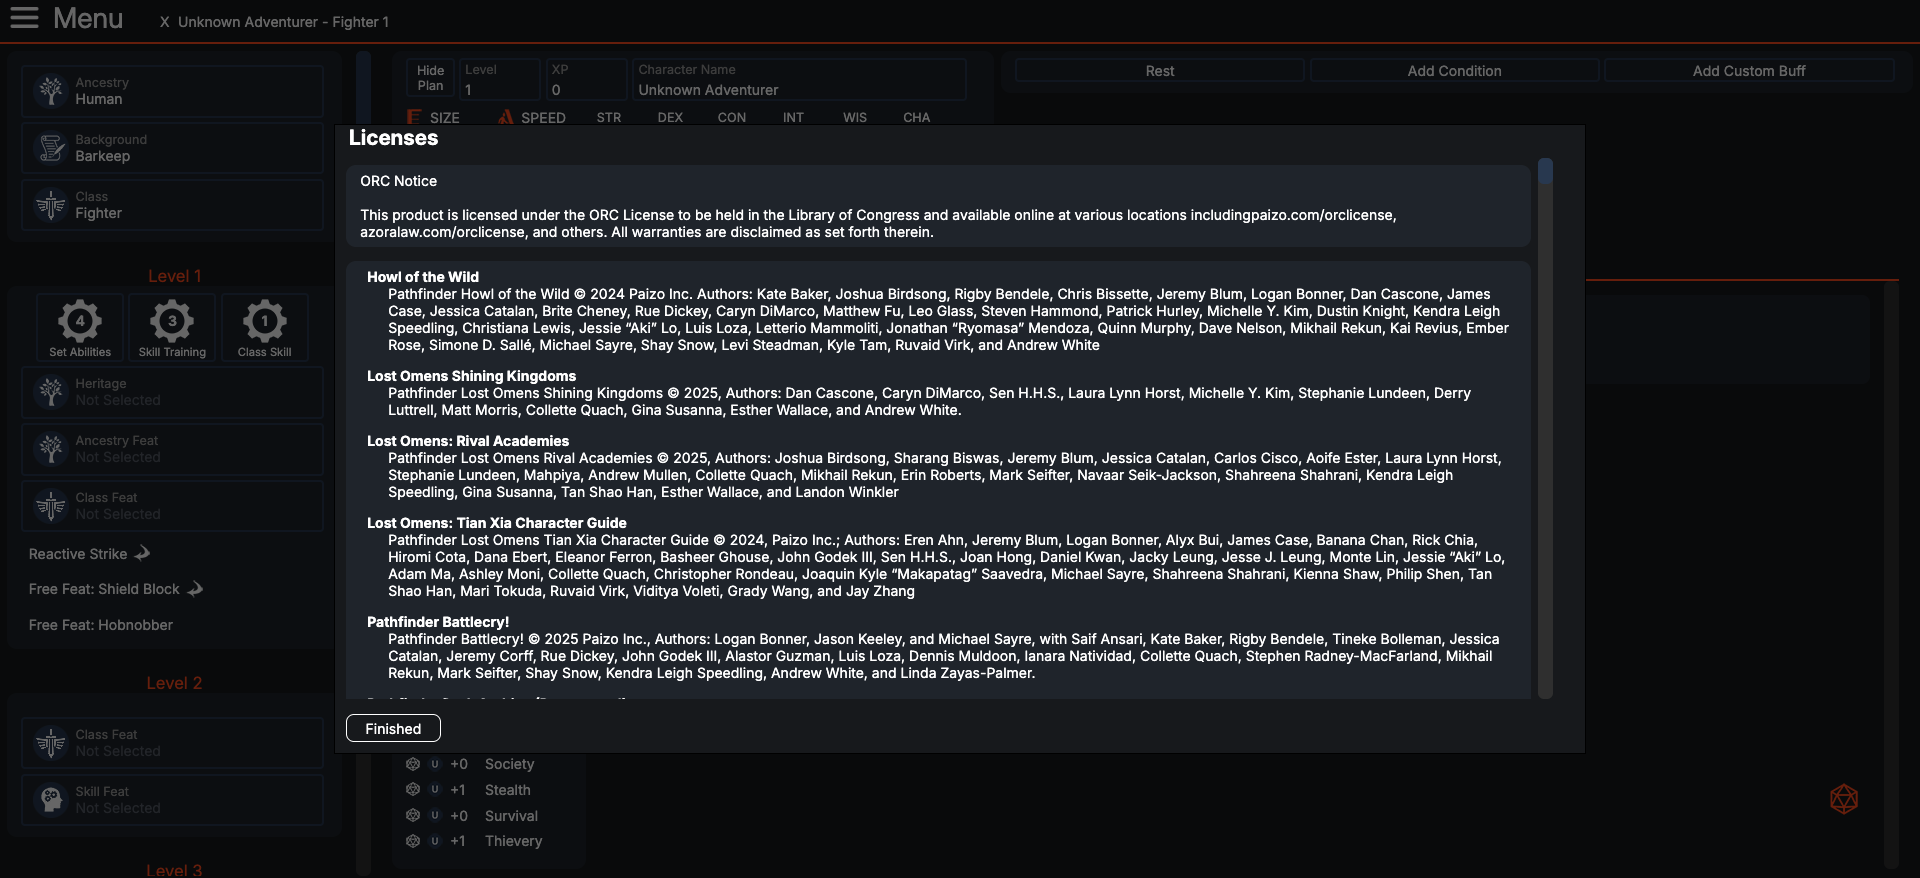 Menu
X Unknown Adventurer - Fighter 1
Ancestry
Human
Background
Barkeep
Class
Fighter
Level 1
4
Set Abilities
3
Skill Training
1
Class Skill
Heritage
Not Selected
Ancestry Feat
Not Selected
Class Feat
Not Selected
Reactive Strike
Free Feat: Shield Block
Free Feat: Hobnobber
Level 2
Class Feat
Not Selected
Skill Feat
Not Selected
Level 3
Hide
Plan
Level
1
XP
0
Character Name
Unknown Adventurer
SIZE
SPEED
STR
DEX
CON
INT
WIS
CHA
Rest
Add Condition
Add Custom Buff
Licenses
ORC Notice
This product is licensed under the ORC License to be held in the Library of Congress and available online at various locations includingpaizo.com/orclicense,
azoralaw.com/orclicense, and others. All warranties are disclaimed as set forth therein.
Howl of the Wild
Pathfinder Howl of the Wild © 2024 Paizo Inc. Authors: Kate Baker, Joshua Birdsong, Rigby Bendele, Chris Bissette, Jeremy Blum, Logan Bonner, Dan Cascone, James
Case, Jessica Catalan, Brite Cheney, Rue Dickey, Caryn DiMarco, Matthew Fu, Leo Glass, Steven Hammond, Patrick Hurley, Michelle Y. Kim, Dustin Knight, Kendra Leigh
Speedling, Christiana Lewis, Jessie “Aki” Lo, Luis Loza, Letterio Mammoliti, Jonathan “Ryomasa” Mendoza, Quinn Murphy, Dave Nelson, Mikhail Rekun, Kai Revius, Ember
Rose, Simone D. Sallé, Michael Sayre, Shay Snow, Levi Steadman, Kyle Tam, Ruvaid Virk, and Andrew White
Lost Omens Shining Kingdoms
Pathfinder Lost Omens Shining Kingdoms © 2025, Authors: Dan Cascone, Caryn DiMarco, Sen H.H.S., Laura Lynn Horst, Michelle Y. Kim, Stephanie Lundeen, Derry
Luttrell, Matt Morris, Collette Quach, Gina Susanna, Esther Wallace, and Andrew White.
Lost Omens: Rival Academies
Pathfinder Lost Omens Rival Academies © 2025, Authors: Joshua Birdsong, Sharang Biswas, Jeremy Blum, Jessica Catalan, Carlos Cisco, Aoife Ester, Laura Lynn Horst,
Stephanie Lundeen, Mahpiya, Andrew Mullen, Collette Quach, Mikhail Rekun, Erin Roberts, Mark Seifter, Navaar Seik-Jackson, Shahreena Shahrani, Kendra Leigh
Speedling, Gina Susanna, Tan Shao Han, Esther Wallace, and Landon Winkler
Lost Omens: Tian Xia Character Guide
Pathfinder Lost Omens Tian Xia Character Guide © 2024, Paizo Inc.; Authors: Eren Ahn, Jeremy Blum, Logan Bonner, Alyx Bui, James Case, Banana Chan, Rick Chia,
Hiromi Cota, Dana Ebert, Eleanor Ferron, Basheer Ghouse, John Godek III, Sen H.H.S., Joan Hong, Daniel Kwan, Jacky Leung, Jesse J. Leung, Monte Lin, Jessie “Aki” Lo,
Adam Ma, Ashley Moni, Collette Quach, Christopher Rondeau, Joaquin Kyle “Makapatag” Saavedra, Michael Sayre, Shahreena Shahrani, Kienna Shaw, Philip Shen, Tan
Shao Han, Mari Tokuda, Ruvaid Virk, Viditya Voleti, Grady Wang, and Jay Zhang
Pathfinder Battlecry!
Pathfinder Battlecry! © 2025 Paizo Inc., Authors: Logan Bonner, Jason Keeley, and Michael Sayre, with Saif Ansari, Kate Baker, Rigby Bendele, Tineke Bolleman, Jessica
Catalan, Jeremy Corff, Rue Dickey, John Godek III, Alastor Guzman, Luis Loza, Dennis Muldoon, Ianara Natividad, Collette Quach, Stephen Radney-MacFarland, Mikhail
Rekun, Mark Seifter, Shay Snow, Kendra Leigh Speedling, Andrew White, and Linda Zayas-Palmer.
Finished
U +0 Society
U +1 Stealth
U +0 Survival
U +1 Thievery